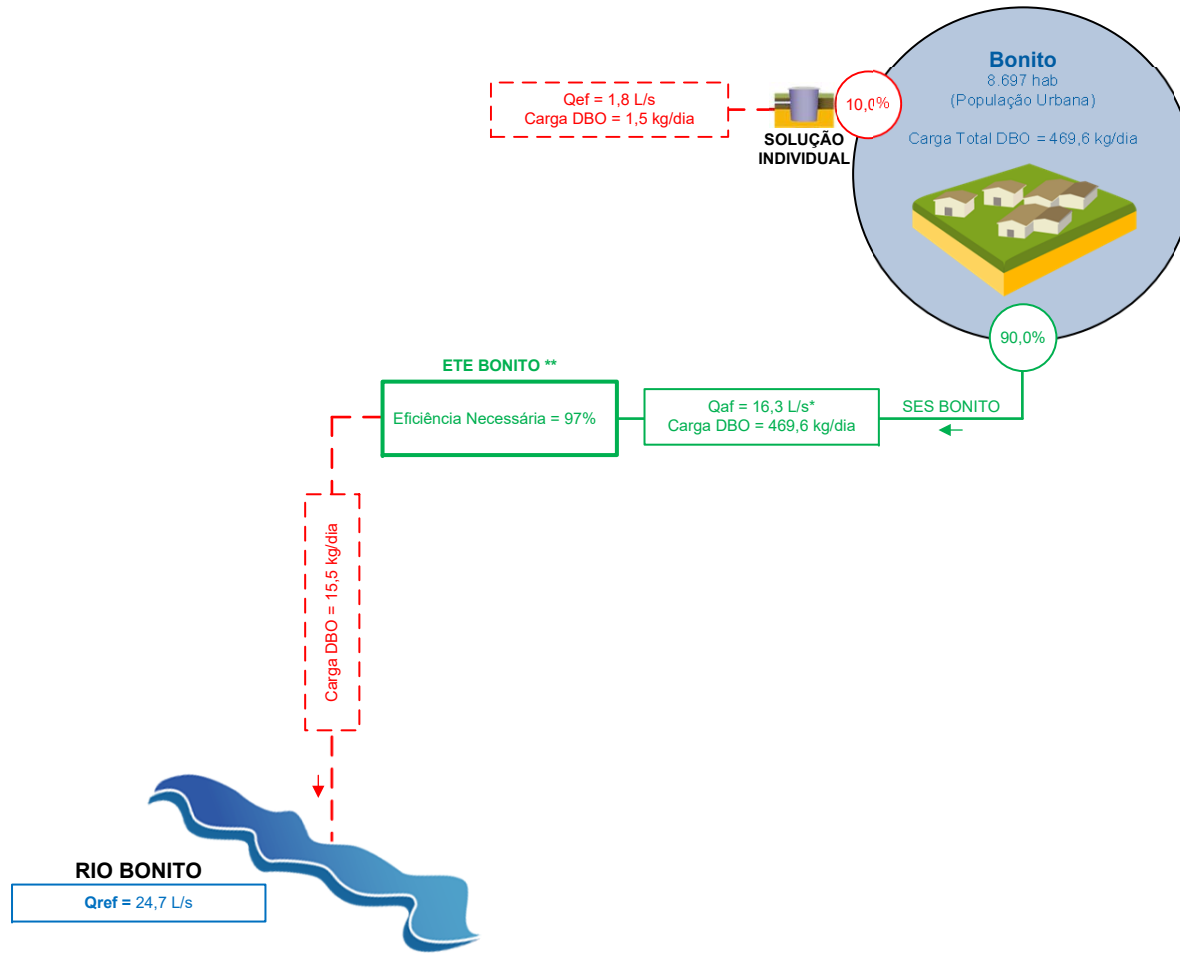 Bonito
8.697 hab
(População Urbana)
Carga Total DBO = 469,6 kg/dia
10,0%
SOLUÇÃO
INDIVIDUAL
Qef = 1,8 L/s
Carga DBO = 1,5 kg/dia
90,0%
SES BONITO
Qaf = 16,3 L/s*
Carga DBO = 469,6 kg/dia
ETE BONITO **
Eficiência Necessária = 97%
Carga DBO = 15,5 kg/dia
RIO BONITO
Qref = 24,7 L/s